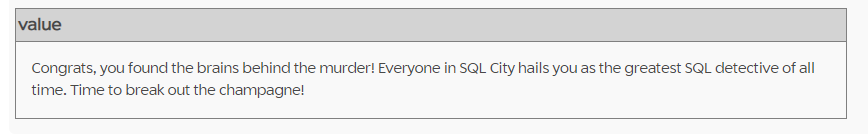 value
Congrats, you found the brains behind the murder! Everyone in SQL City hails you as the greatest SQL detective of all
time. Time to break out the champagne!